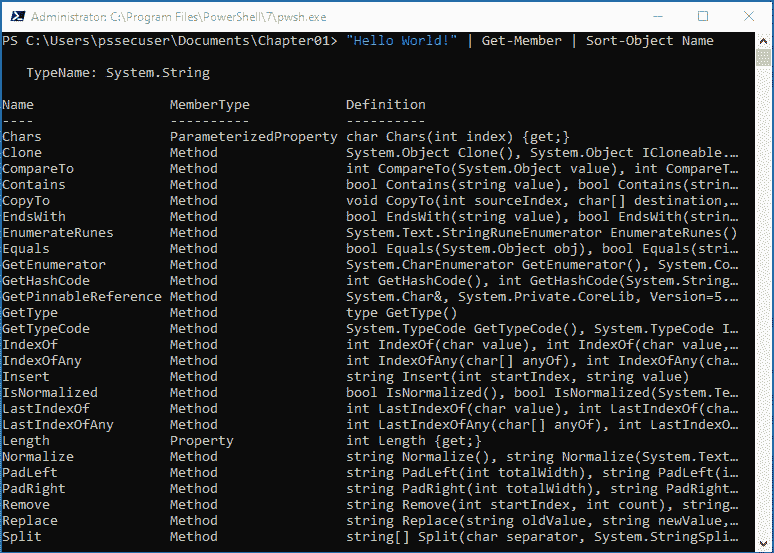 Administrator: C:\Program Files\PowerShell\7\pwsh.exe
PS C:\Users\pssecuser\Documents\Chapter01> "Hello World!" | Get-Member | Sort-Object Name
TypeName: System.String
Name MemberType Definition
---- ---------- ----------
Chars ParameterizedProperty char Chars(int index) {get;}
Clone Method System.Object Clone(), System.Object ICloneable.…
CompareTo Method int CompareTo(System.Object value), int CompareT…
Contains Method bool Contains(string value), bool Contains(strin…
CopyTo Method void CopyTo(int sourceIndex, char[] destination,…
EndsWith Method bool EndsWith(string value), bool EndsWith(strin…
EnumerateRunes Method System.Text.StringRuneEnumerator EnumerateRunes()
Equals Method bool Equals(System.Object obj), bool Equals(stri…
GetEnumerator Method System.CharEnumerator GetEnumerator(), System.Co…
GetHashCode Method int GetHashCode(), int GetHashCode(System.String…
GetPinnableReference Method System.Char&, System.Private.CoreLib, Version=5.…
GetType Method type GetType()
GetTypeCode Method System.TypeCode GetTypeCode(), System.TypeCode I…
IndexOf Method int IndexOf(char value), int IndexOf(char value,…
IndexOfAny Method int IndexOfAny(char[] anyOf), int IndexOfAny(cha…
Insert Method string Insert(int startIndex, string value)
IsNormalized Method bool IsNormalized(), bool IsNormalized(System.Te…
LastIndexOf Method int LastIndexOf(char value), int LastIndexOf(cha…
LastIndexOfAny Method int LastIndexOfAny(char[] anyOf), int LastIndexO…
Length Property int Length {get;}
Normalize Method string Normalize(), string Normalize(System.Text…
PadLeft Method string PadLeft(int totalWidth), string PadLeft(i…
PadRight Method string PadRight(int totalWidth), string PadRight…
Remove Method string Remove(int startIndex, int count), string…
Replace Method string Replace(string oldValue, string newValue,…
Split Method string[] Split(char separator, System.StringSpli…